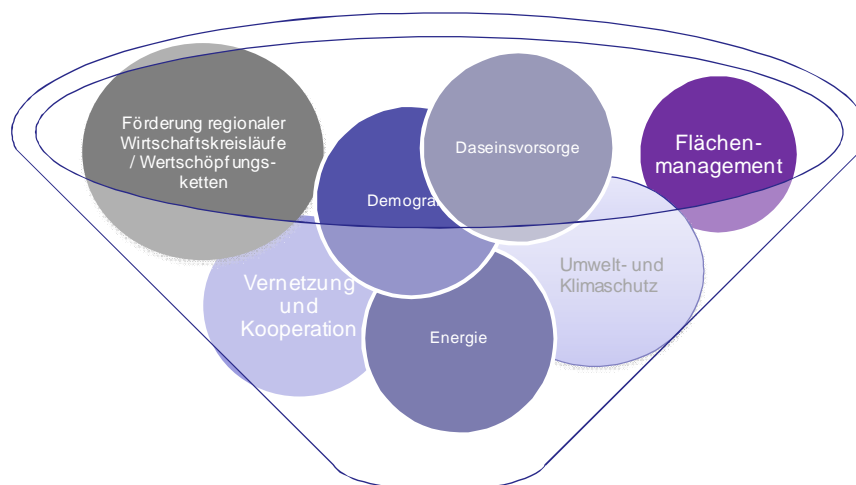 Förderung regionaler
Wirtschaftskreisläufe
/ Wertschöpfungs-
ketten
Daseinsvorsorge
Flächen-
management
Umwelt- und
Klimaschutz
Vernetzung
und
Kooperation
Energie